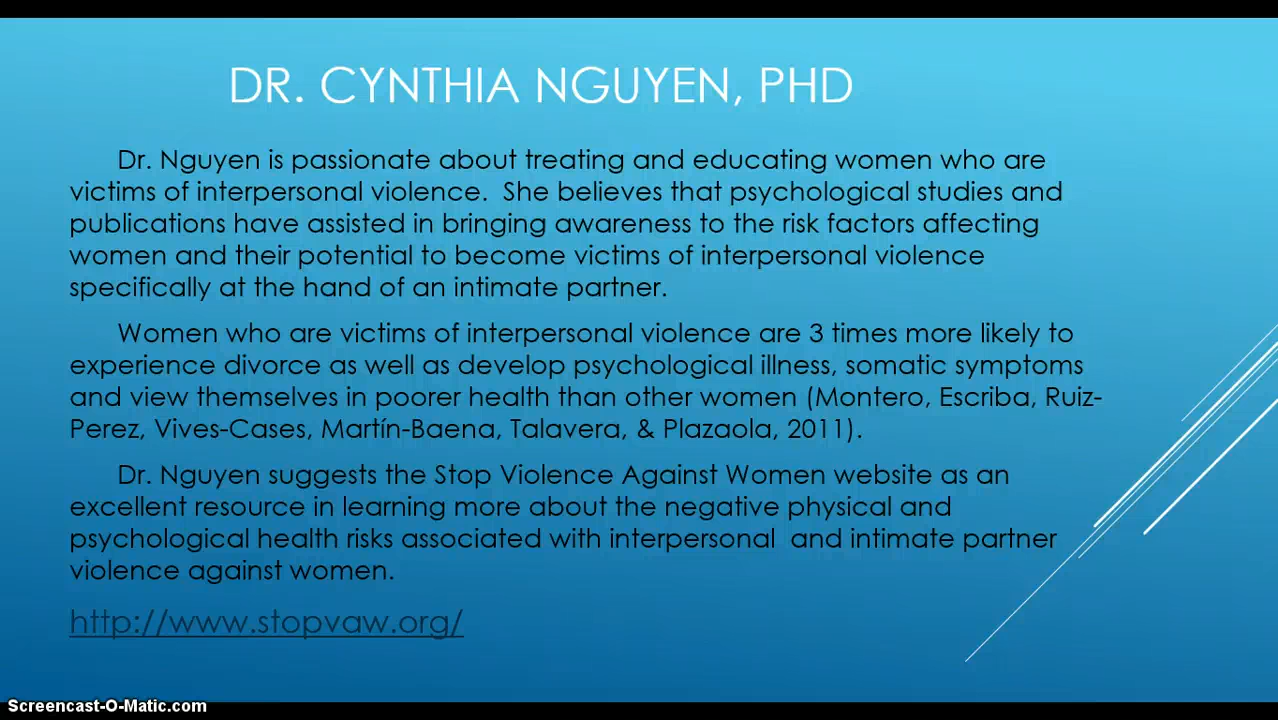 DR. CYNTHIA NGUYEN, PHD
Dr. Nguyen is passionate about treating and educating women who are
victims of interpersonal violence.  She believes that psychological studies and
publications have assisted in bringing awareness to the risk factors affecting
women and their potential to become victims of interpersonal violence
specifically at the hand of an intimate partner.
Women who are victims of interpersonal violence are 3 times more likely to
experience divorce as well as develop psychological illness, somatic symptoms
and view themselves in poorer health than other women (Montero, Escriba, Ruiz-
Perez, Vives-Cases, Martín-Baena, Talavera, & Plazaola, 2011).
Dr. Nguyen suggests the Stop Violence Against Women website as an
excellent resource in learning more about the negative physical and
psychological health risks associated with interpersonal  and intimate partner
violence against women.
http://www.stopvaw.org/
Screencast-O-Matic.com